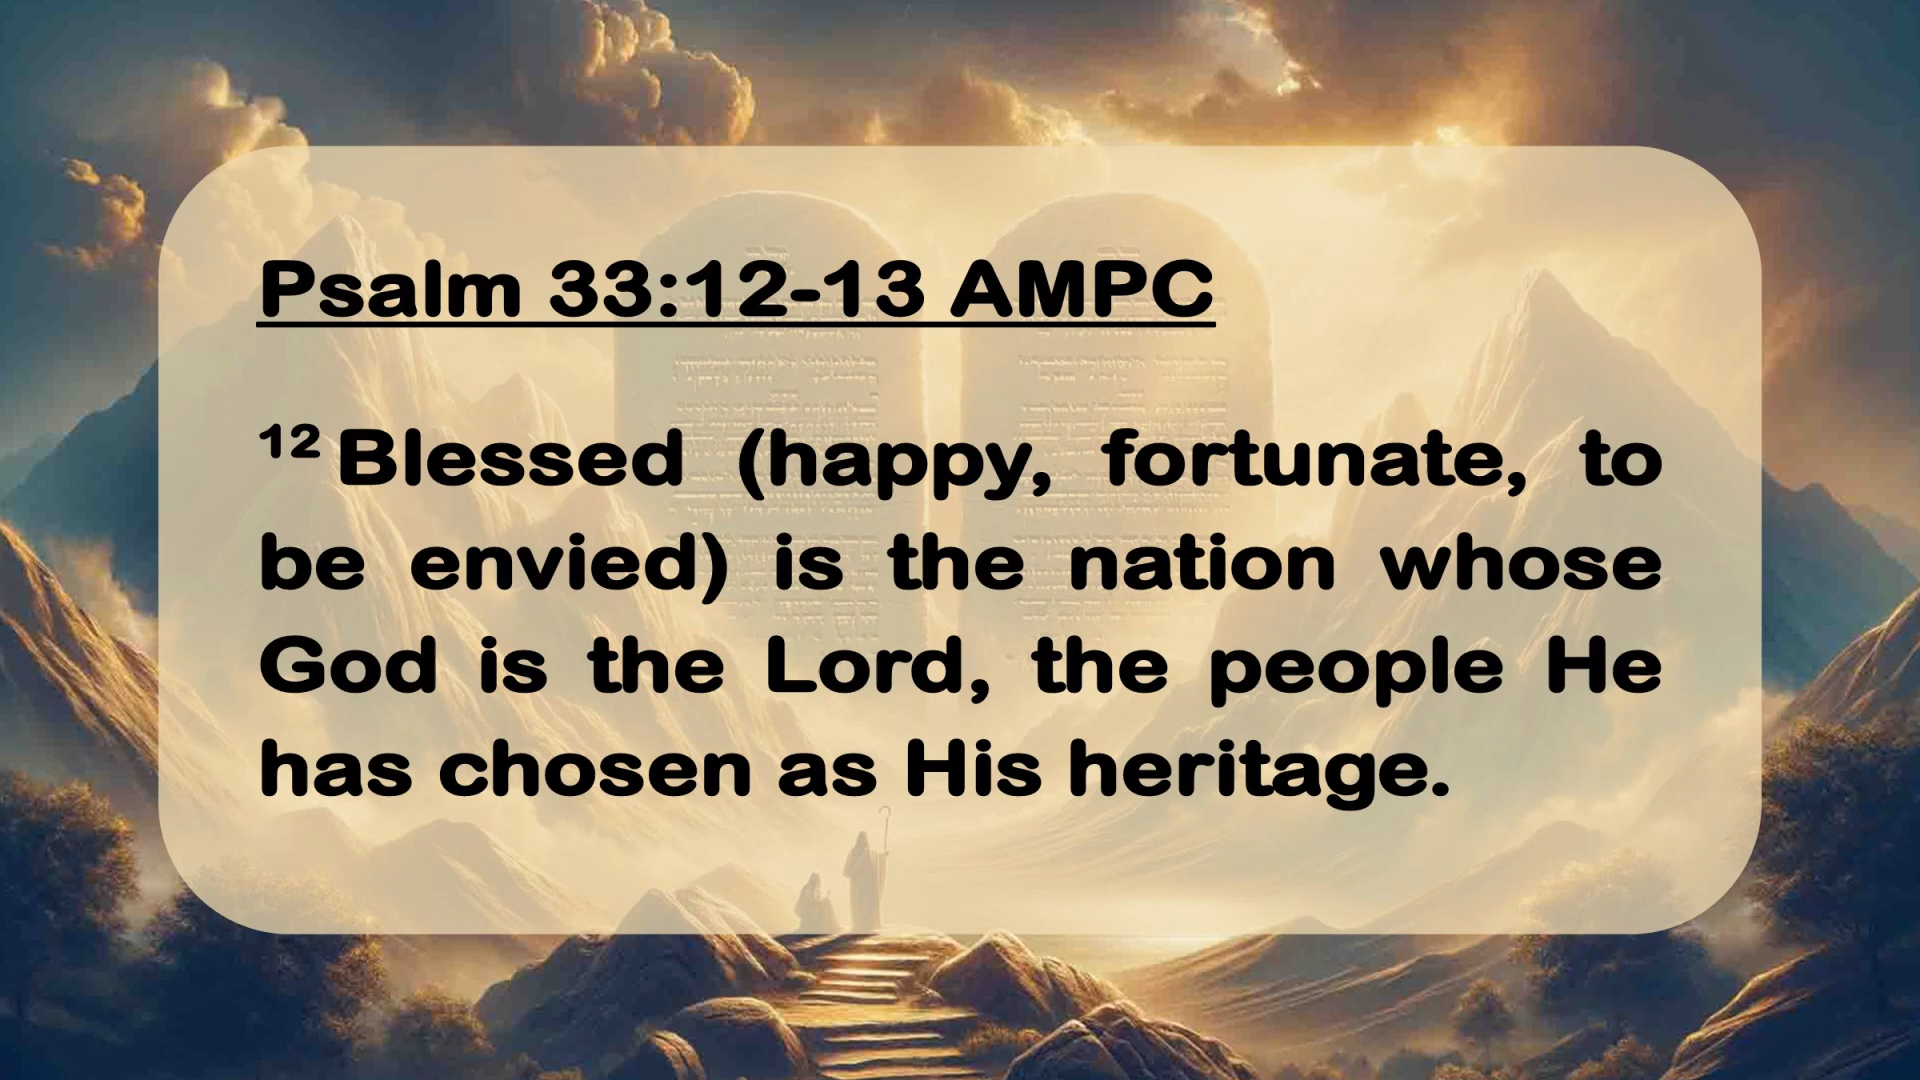 Psalm 33:12-13 AMPC
12 Blessed (happy, fortunate, to
be envied) is the nation whose
God is the Lord, the people He
has chosen as His heritage.